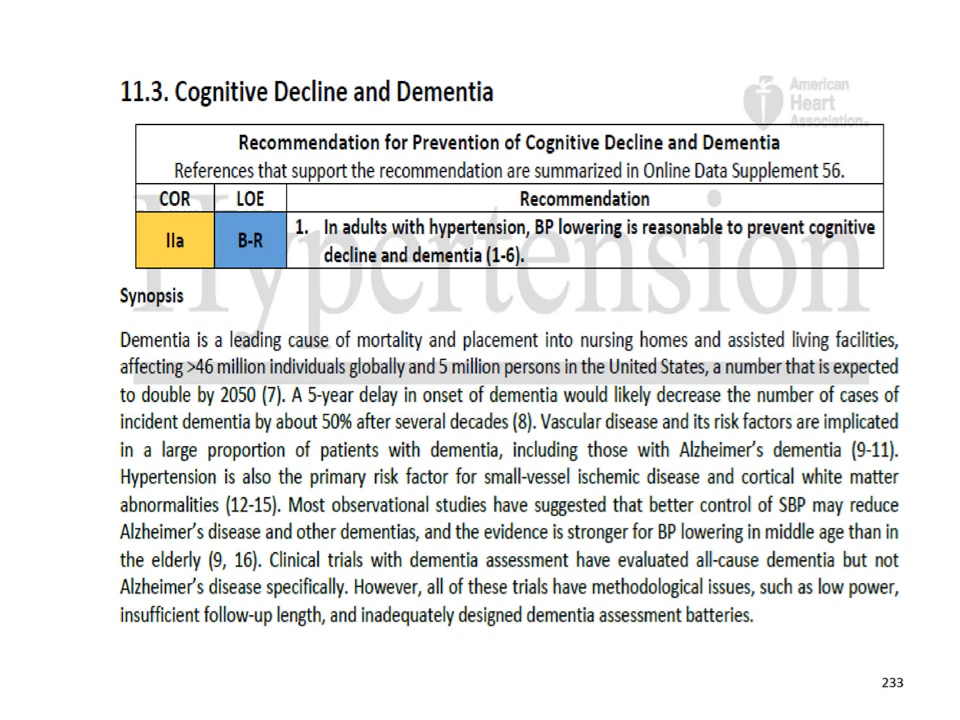 11.3. Cognitive Decline and Dementia
American
Heart
Association®
Recommendation for Prevention of Cognitive Decline and Dementia
References that support the recommendation are summarized in Online Data Supplement 56.
COR LOE Recommendation
IIa B-R 1. In adults with hypertension, BP lowering is reasonable to prevent cognitive
decline and dementia (1-6).
Hypertension
Synopsis
Dementia is a leading cause of mortality and placement into nursing homes and assisted living facilities,
affecting >46 million individuals globally and 5 million persons in the United States, a number that is expected
to double by 2050 (7). A 5-year delay in onset of dementia would likely decrease the number of cases of
incident dementia by about 50% after several decades (8). Vascular disease and its risk factors are implicated
in a large proportion of patients with dementia, including those with Alzheimer's dementia (9-11).
Hypertension is also the primary risk factor for small-vessel ischemic disease and cortical white matter
abnormalities (12-15). Most observational studies have suggested that better control of SBP may reduce
Alzheimer's disease and other dementias, and the evidence is stronger for BP lowering in middle age than in
the elderly (9, 16). Clinical trials with dementia assessment have evaluated all-cause dementia but not
Alzheimer's disease specifically. However, all of these trials have methodological issues, such as low power,
insufficient follow-up length, and inadequately designed dementia assessment batteries.
233